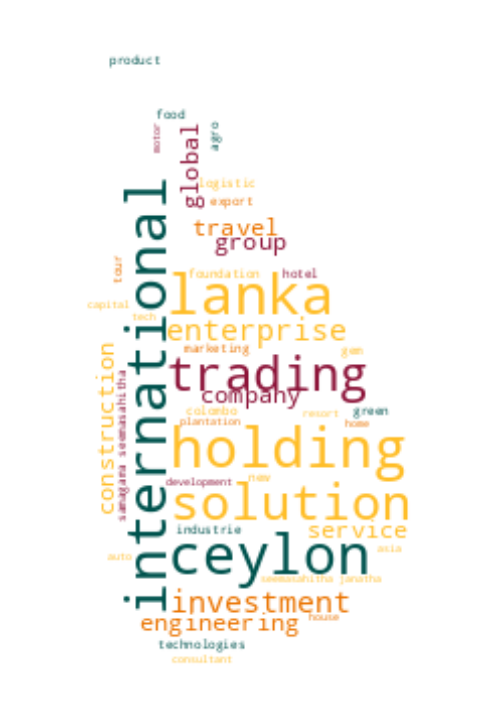 product
food
motor
global
agro
logistic
export
international
travel
group
tour
foundation
hotel
lanka
capital
tech
enterprise
construction
marketing
gem
samagara seemasahitha
trading
company
colombo
resort
green
plantation
home
holding
development
new
solution
industrie
service
ceylon
asia
auto
seemasahitha janatha
investment
engineering
house
technologies
consultant